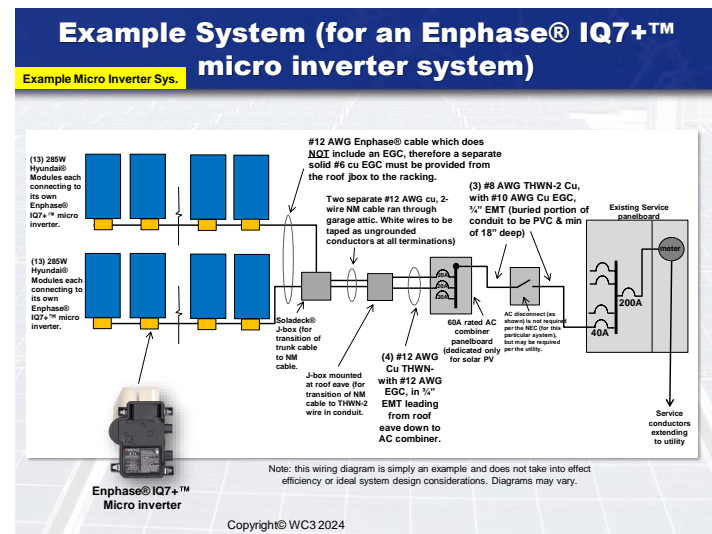 Example System (for an Enphase® IQ7+™
micro inverter system)
Example Micro Inverter Sys.
(13) 285W
Hyundai®
Modules each
connecting to
its own
Enphase®
IQ7+™ micro
inverter.
#12 AWG Enphase® cable which does
NOT include an EGC, therefore a separate
solid #6 cu EGC must be provided from
the roof jbox to the racking.
Two separate #12 AWG cu, 2-
wire NM cable ran through
garage attic. White wires to be
taped as ungrounded
conductors at all terminations)
(3) #8 AWG THWN-2 Cu,
with #10 AWG Cu EGC,
¾” EMT (buried portion of
conduit to be PVC & min
of 18” deep)
Existing Service
panelboard
meter
200A
40A
(13) 285W
Hyundai®
Modules each
connecting to
its own
Enphase®
IQ7+™ micro
inverter.
20A
20A
20A
Soladeck®
J-box (for
transition of
trunk cable
to NM
cable.
J-box mounted
at roof eave (for
transition of NM
cable to THWN-2
wire in conduit.
(4) #12 AWG
Cu THWN-
with #12 AWG
EGC, in ¾”
EMT leading
from roof
eave down to
AC combiner.
60A rated AC
combiner
panelboard
(dedicated only
for solar PV)
AC disconnect (as
shown) is not required
per the NEC (for this
particular system),
but may be required
per the utility.
Service
conductors
extending
to utility
Enphase® IQ7+™
Micro inverter
Note: this wiring diagram is simply an example and does not take into effect
efficiency or ideal system design considerations. Diagrams may vary.
Copyright© WC3 2024